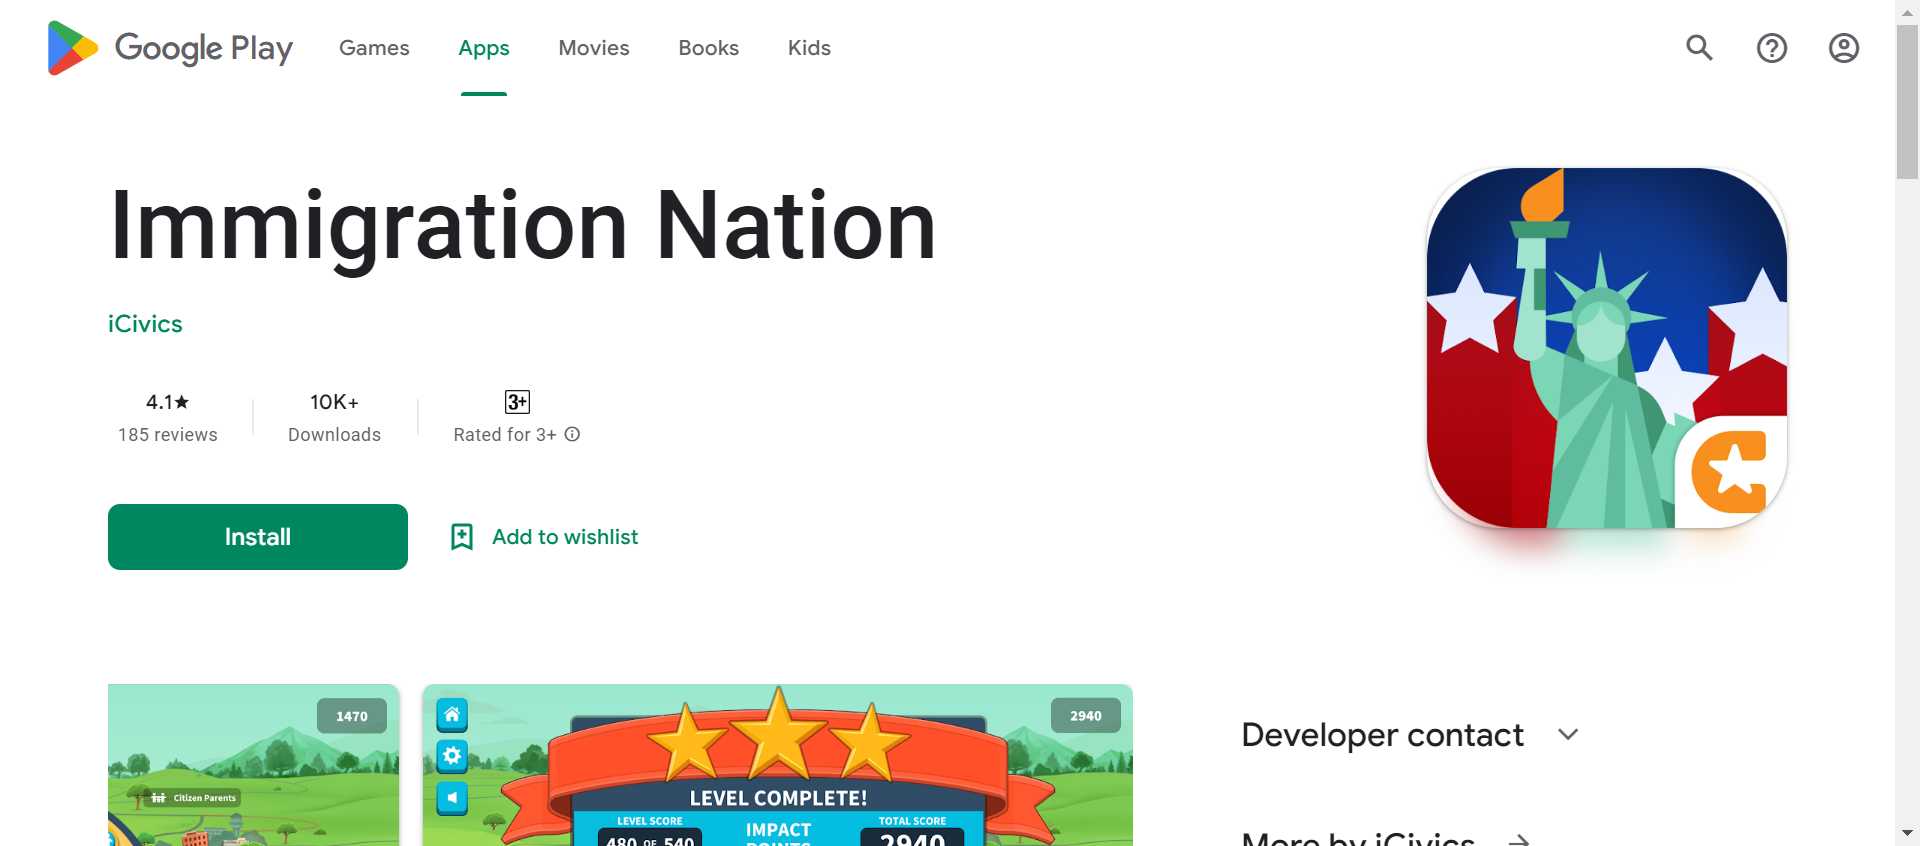 Google Play
Games
Apps
Movies
Books
Kids
Immigration Nation
iCivics
4.1★
185 reviews
10K+
Downloads
3+
Rated for 3+
Install
Add to wishlist
1470
Citizen Parents
2940
LEVEL COMPLETE!
LEVEL SCORE
480 OF 540
IMPACT
POINTS
TOTAL SCORE
2940
Developer contact
More by iCivics